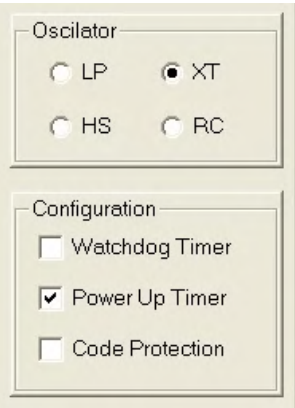 Oscilator
LP XT
HS RC
Configuration
Watchdog Timer
Power Up Timer
Code Protection